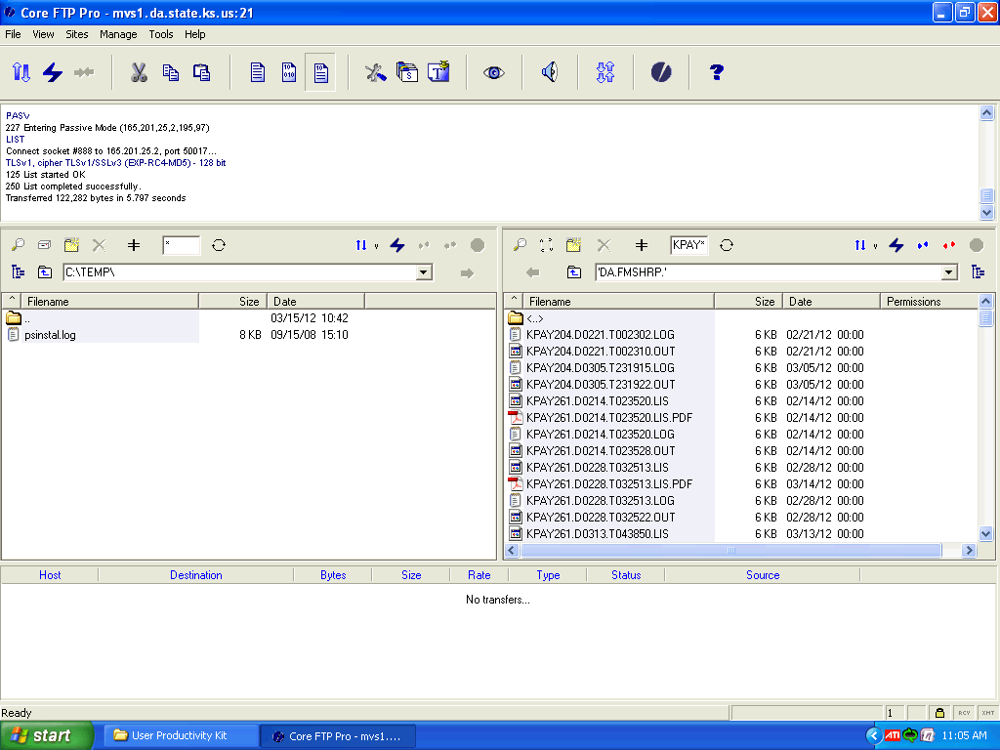 Core FTP Pro - mvs1.da.state.ks.us:21
File View Sites Manage Tools Help
PASV
227 Entering Passive Mode (165,201,25,2,195,97)
LIST
Connect socket #888 to 165.201.25.2, port 50017...
TLSv1, cipher TLSv1/SSLv3 (EXP-RC4-MD5) - 128 bit
125 List started OK
250 List completed successfully.
Transferred 122,282 bytes in 5.797 seconds
*
C:\TEMP\
^ Filename Size Date
.. 03/15/12 10:42
psinstal.log 8 KB 09/15/08 15:10
KPAY*
'DA.FMSHRP.'
^ Filename Size Date Permissions
<..>
KPAY204.D0221.T002302.LOG 6 KB 02/21/12 00:00
KPAY204.D0221.T002310.OUT 6 KB 02/21/12 00:00
KPAY204.D0305.T231915.LOG 6 KB 03/05/12 00:00
KPAY204.D0305.T231922.OUT 6 KB 03/05/12 00:00
KPAY261.D0214.T023520.LIS 6 KB 02/14/12 00:00
KPAY261.D0214.T023520.LIS.PDF 6 KB 02/14/12 00:00
KPAY261.D0214.T023520.LOG 6 KB 02/14/12 00:00
KPAY261.D0214.T023528.OUT 6 KB 02/14/12 00:00
KPAY261.D0228.T032513.LIS 6 KB 02/28/12 00:00
KPAY261.D0228.T032513.LIS.PDF 6 KB 03/14/12 00:00
KPAY261.D0228.T032513.LOG 6 KB 02/28/12 00:00
KPAY261.D0228.T032522.OUT 6 KB 02/28/12 00:00
KPAY261.D0313.T043850.LIS 6 KB 03/13/12 00:00
Host Destination Bytes Size Rate Type Status Source
No transfers...
Ready 1 RCV XMT
start User Productivity Kit Core FTP Pro - mvs1.... ATI 11:05 AM